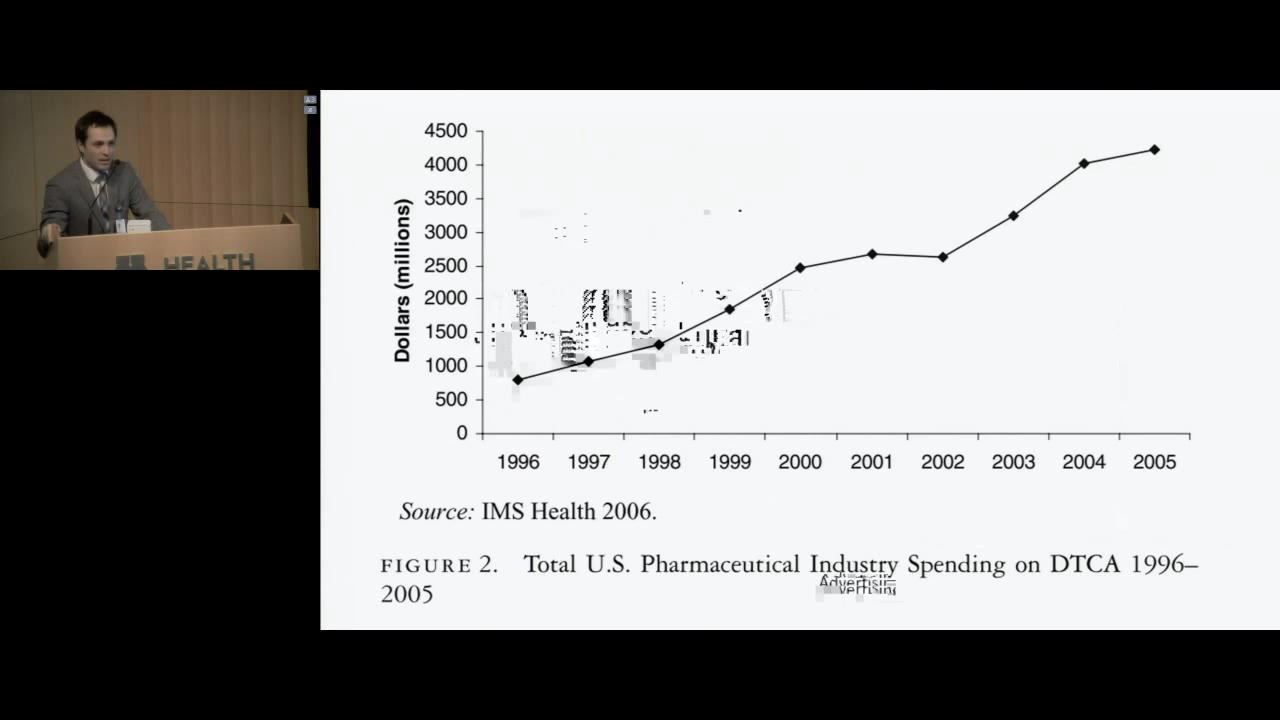 HEALTH
4500
4000
3500
3000
2500
2000
1500
1000
500
0
Dollars (millions)
1996 1997 1998 1999 2000 2001 2002 2003 2004 2005
Source: IMS Health 2006.
FIGURE 2. Total U.S. Pharmaceutical Industry Spending on DTCA 1996–
2005